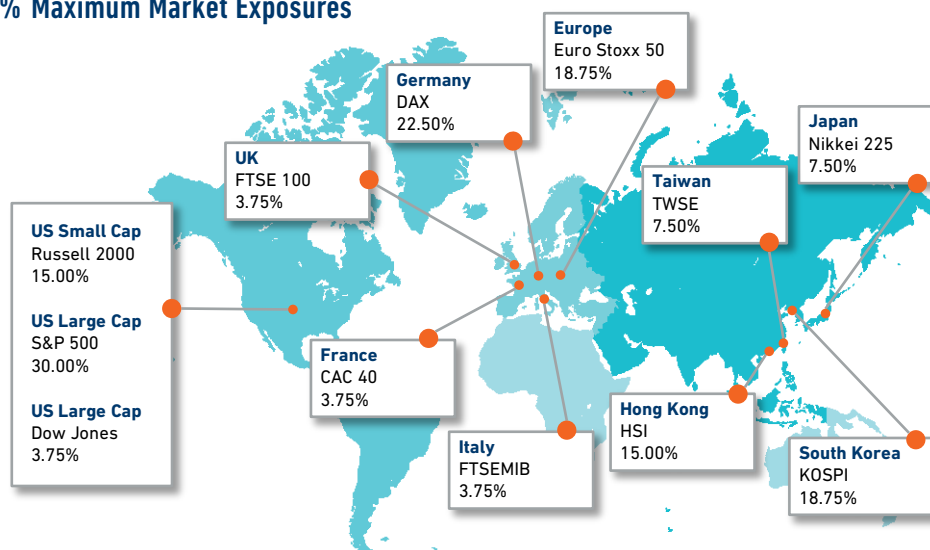 % Maximum Market Exposures
Europe
Euro Stoxx 50
18.75%
Germany
DAX
22.50%
Japan
Nikkei 225
7.50%
UK
FTSE 100
3.75%
Taiwan
TWSE
7.50%
US Small Cap
Russell 2000
15.00%
US Large Cap
S&P 500
30.00%
US Large Cap
Dow Jones
3.75%
France
CAC 40
3.75%
Hong Kong
HSI
15.00%
Italy
FTSEMIB
3.75%
South Korea
KOSPI
18.75%